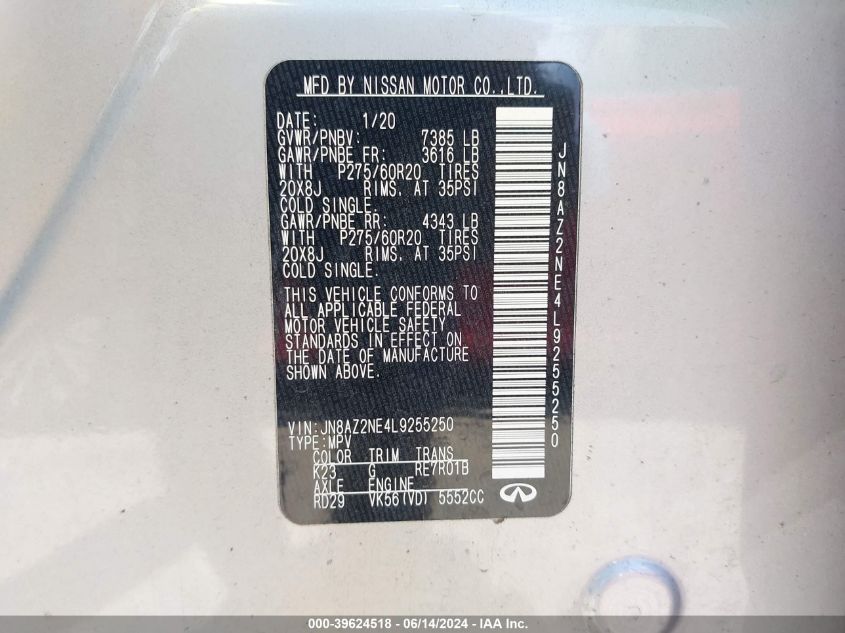 MFD BY NISSAN MOTOR CO.,LTD.
DATE: 1/20
GVWR/PNBV: 7385 LB
GAWR/PNBE FR: 3616 LB
WITH P275/60R20 TIRES
20X8J RIMS. AT 35PSI
COLD SINGLE.
GAWR/PNBE RR: 4343 LB
WITH P275/60R20 TIRES
20X8J RIMS. AT 35PSI
COLD SINGLE.
THIS VEHICLE CONFORMS TO
ALL APPLICABLE FEDERAL
MOTOR VEHICLE SAFETY
STANDARDS IN EFFECT ON
THE DATE OF MANUFACTURE
SHOWN ABOVE.
VIN:JN8AZ2NE4L9255250
TYPE:MPV
COLOR TRIM TRANS
K23 G RE7R01B
AXLE ENGINE
RD29 VK56(VD) 5552CC
JN8AZ2NE4L9255250
000-39624518 - 06/14/2024 - IAA Inc.